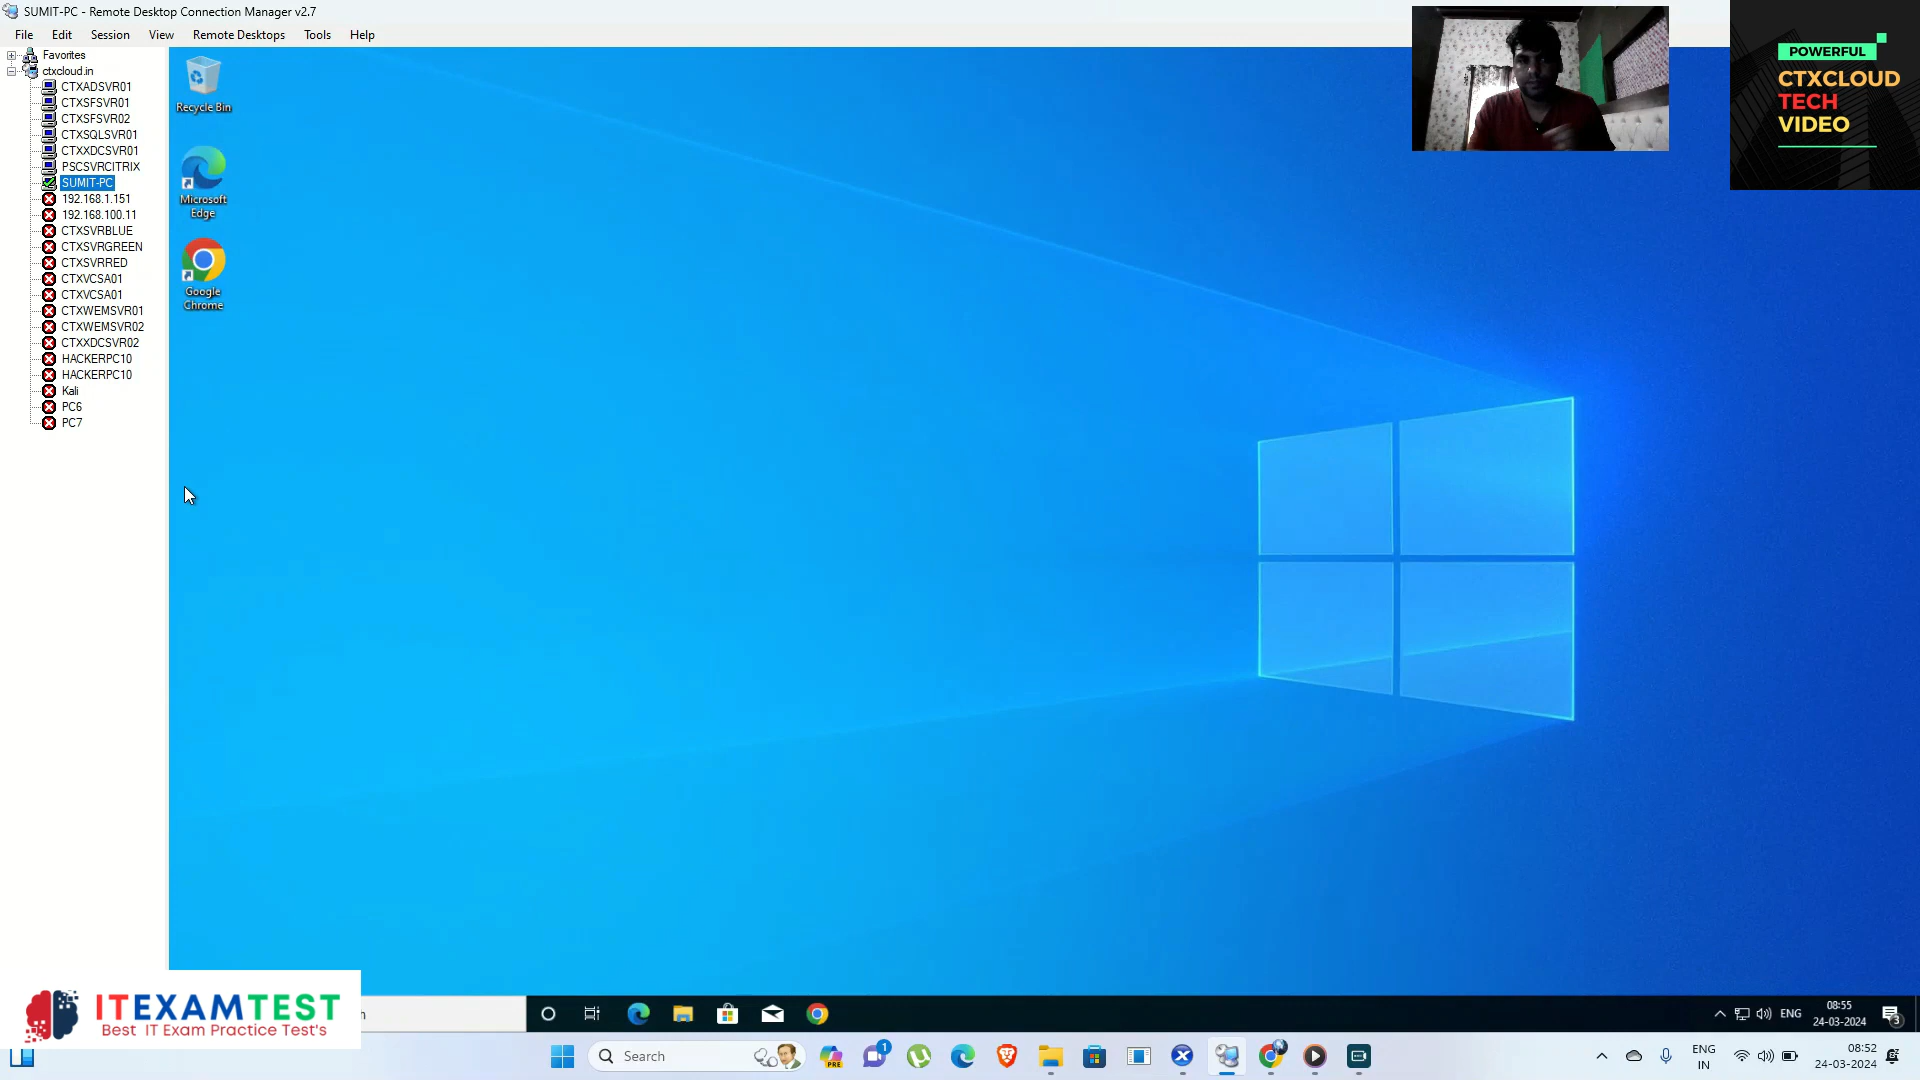 SUMIT-PC - Remote Desktop Connection Manager v2.7
File Edit Session View Remote Desktops Tools Help
Favorites
ctxcloud.in
CTXADSVR01
CTXSFSVR01
CTXSFSVR02
CTXSQLSVR01
CTXXDCSVR01
PSCSVRCITRIX
SUMIT-PC
192.168.1.151
192.168.100.11
CTXSVRBLUE
CTXSVRGREEN
CTXSVRRED
CTXVCSA01
CTXVCSA01
CTXWEMSVR01
CTXWEMSVR02
CTXXDCSVR02
HACKERPC10
HACKERPC10
Kali
PC6
PC7
Recycle Bin
Microsoft
Edge
Google
Chrome
POWERFUL
CTXCLOUD
TECH
VIDEO
ITEXAMTEST
Best IT Exam Practice Test's
h
ENG
08:55
24-03-2024
3
Search
PRE
1
ENG
IN
08:52
24-03-2024